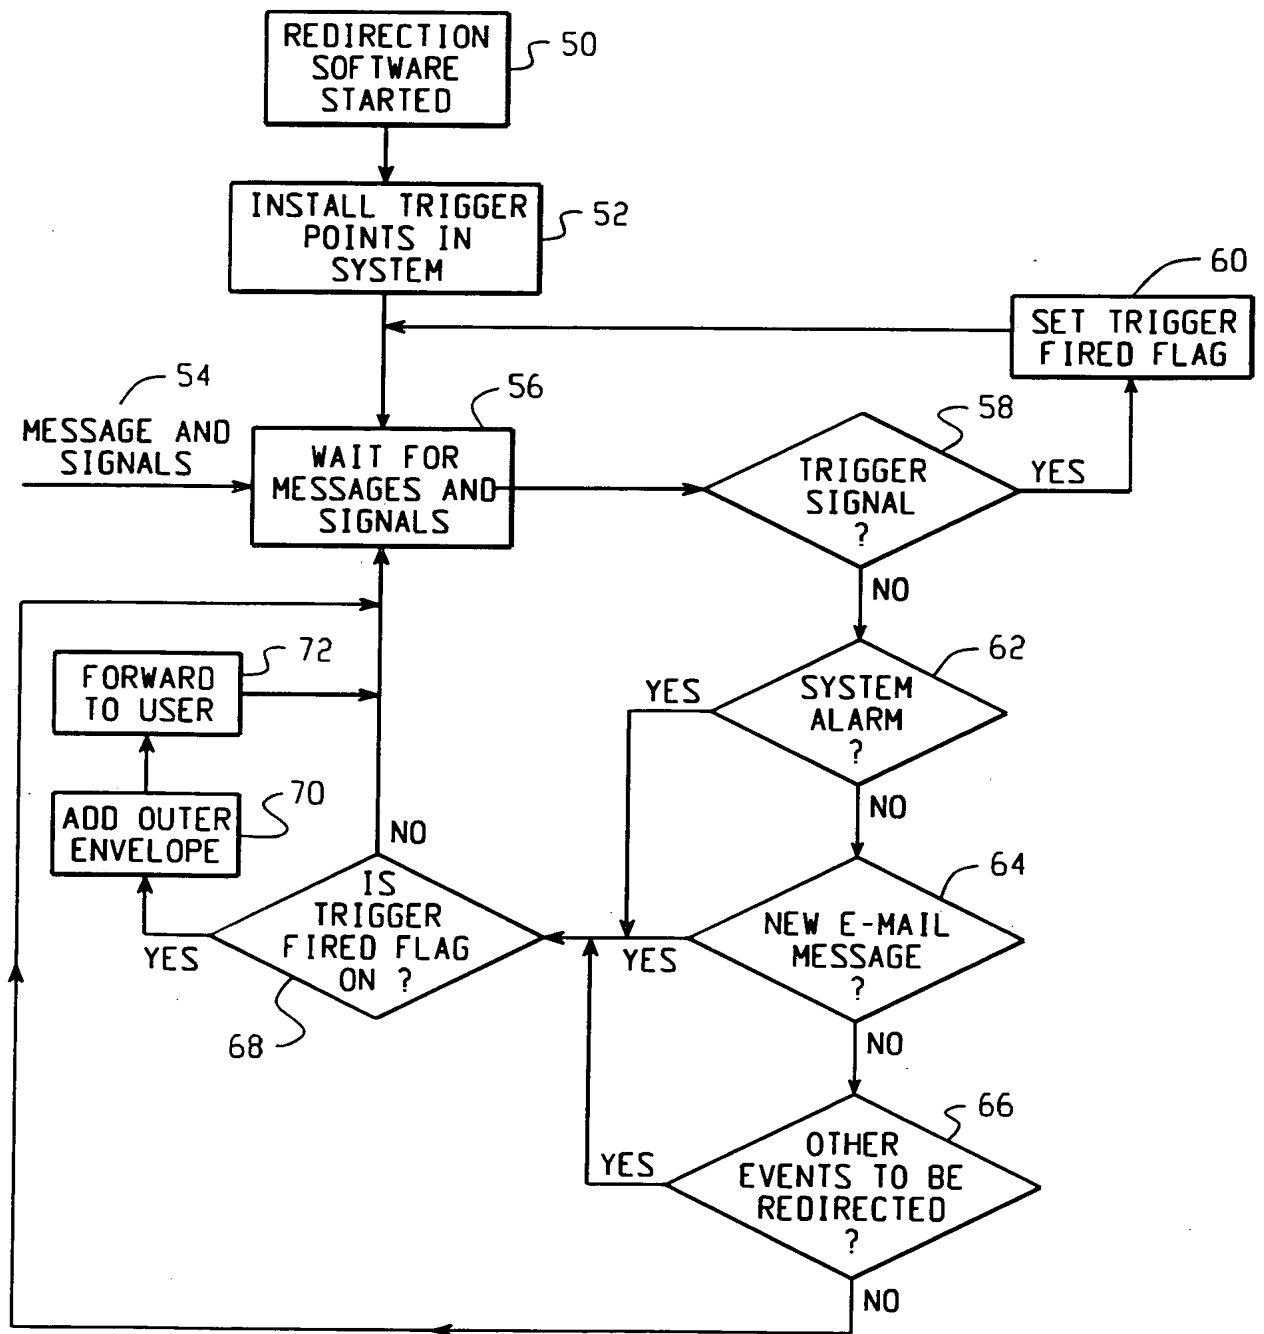 REDIRECTION
SOFTWARE
STARTED
50
INSTALL TRIGGER
POINTS IN
SYSTEM
52
60
SET TRIGGER
FIRED FLAG
54
MESSAGE AND
SIGNALS
56
WAIT FOR
MESSAGES AND
SIGNALS
58
TRIGGER
SIGNAL
?
YES
NO
62
SYSTEM
ALARM
?
YES
NO
72
FORWARD
TO USER
70
ADD OUTER
ENVELOPE
NO
IS
TRIGGER
FIRED FLAG
ON ?
YES
68
64
NEW E-MAIL
MESSAGE
?
YES
NO
66
OTHER
EVENTS TO BE
REDIRECTED
?
YES
NO